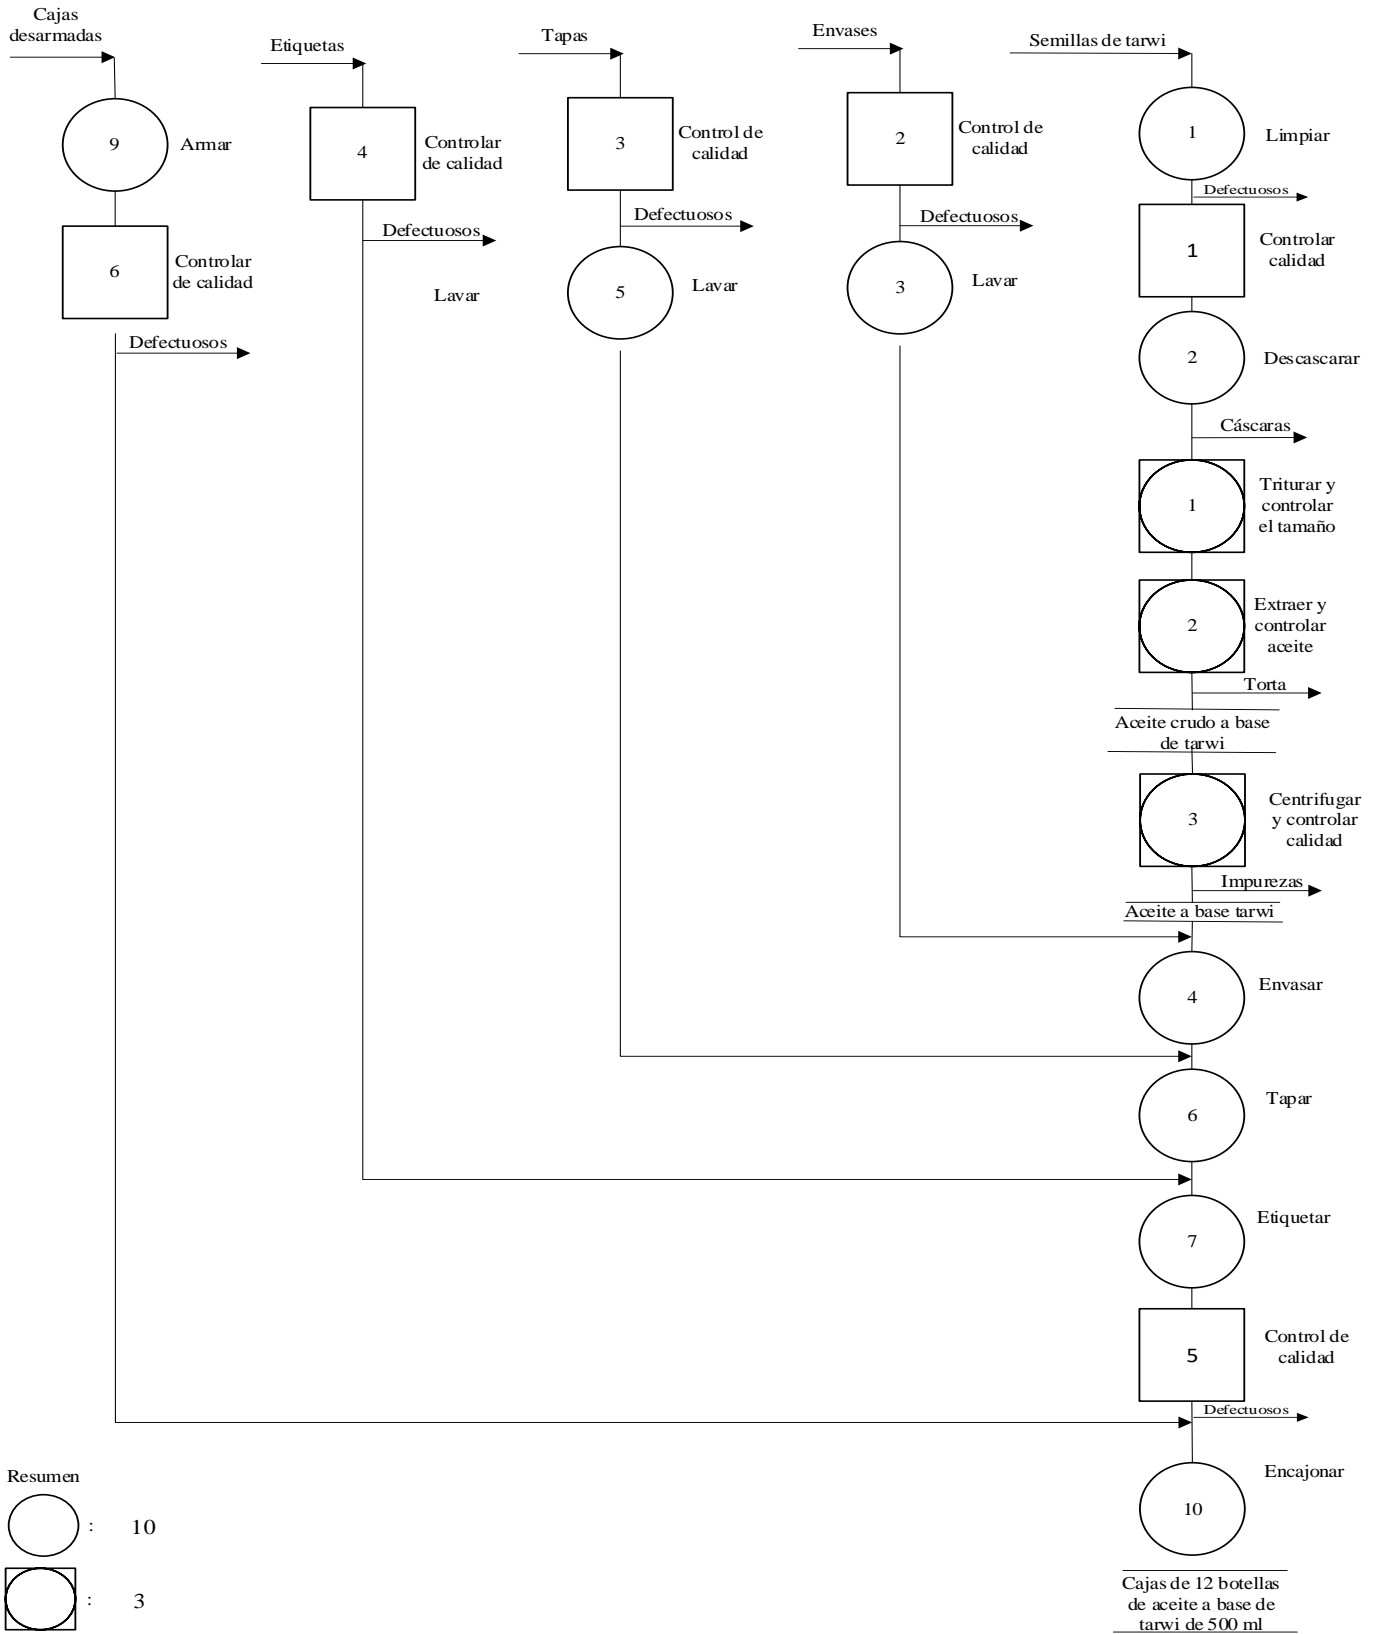 Cajas
desarmadas
Etiquetas
Tapas
Envases
Semillas de tarwi
9
Armar
4
Controlar
de calidad
3
Control de
calidad
2
Control de
calidad
1
Limpiar
Defectuosos
6
Controlar
de calidad
Defectuosos
Defectuosos
Lavar
Defectuosos
5
Lavar
Defectuosos
3
Lavar
1
Controlar
calidad
2
Descascarar
Cáscaras
1
Triturar y
controlar
el tamaño
2
Extraer y
controlar
aceite
Torta
Aceite crudo a base
de tarwi
3
Centrifugar
y controlar
calidad
Impurezas
Aceite a base tarwi
4
Envasar
6
Tapar
7
Etiquetar
5
Control de
calidad
Defectuosos
10
Encajonar
Cajas de 12 botellas
de aceite a base de
tarwi de 500 ml
Resumen
: 10
: 3